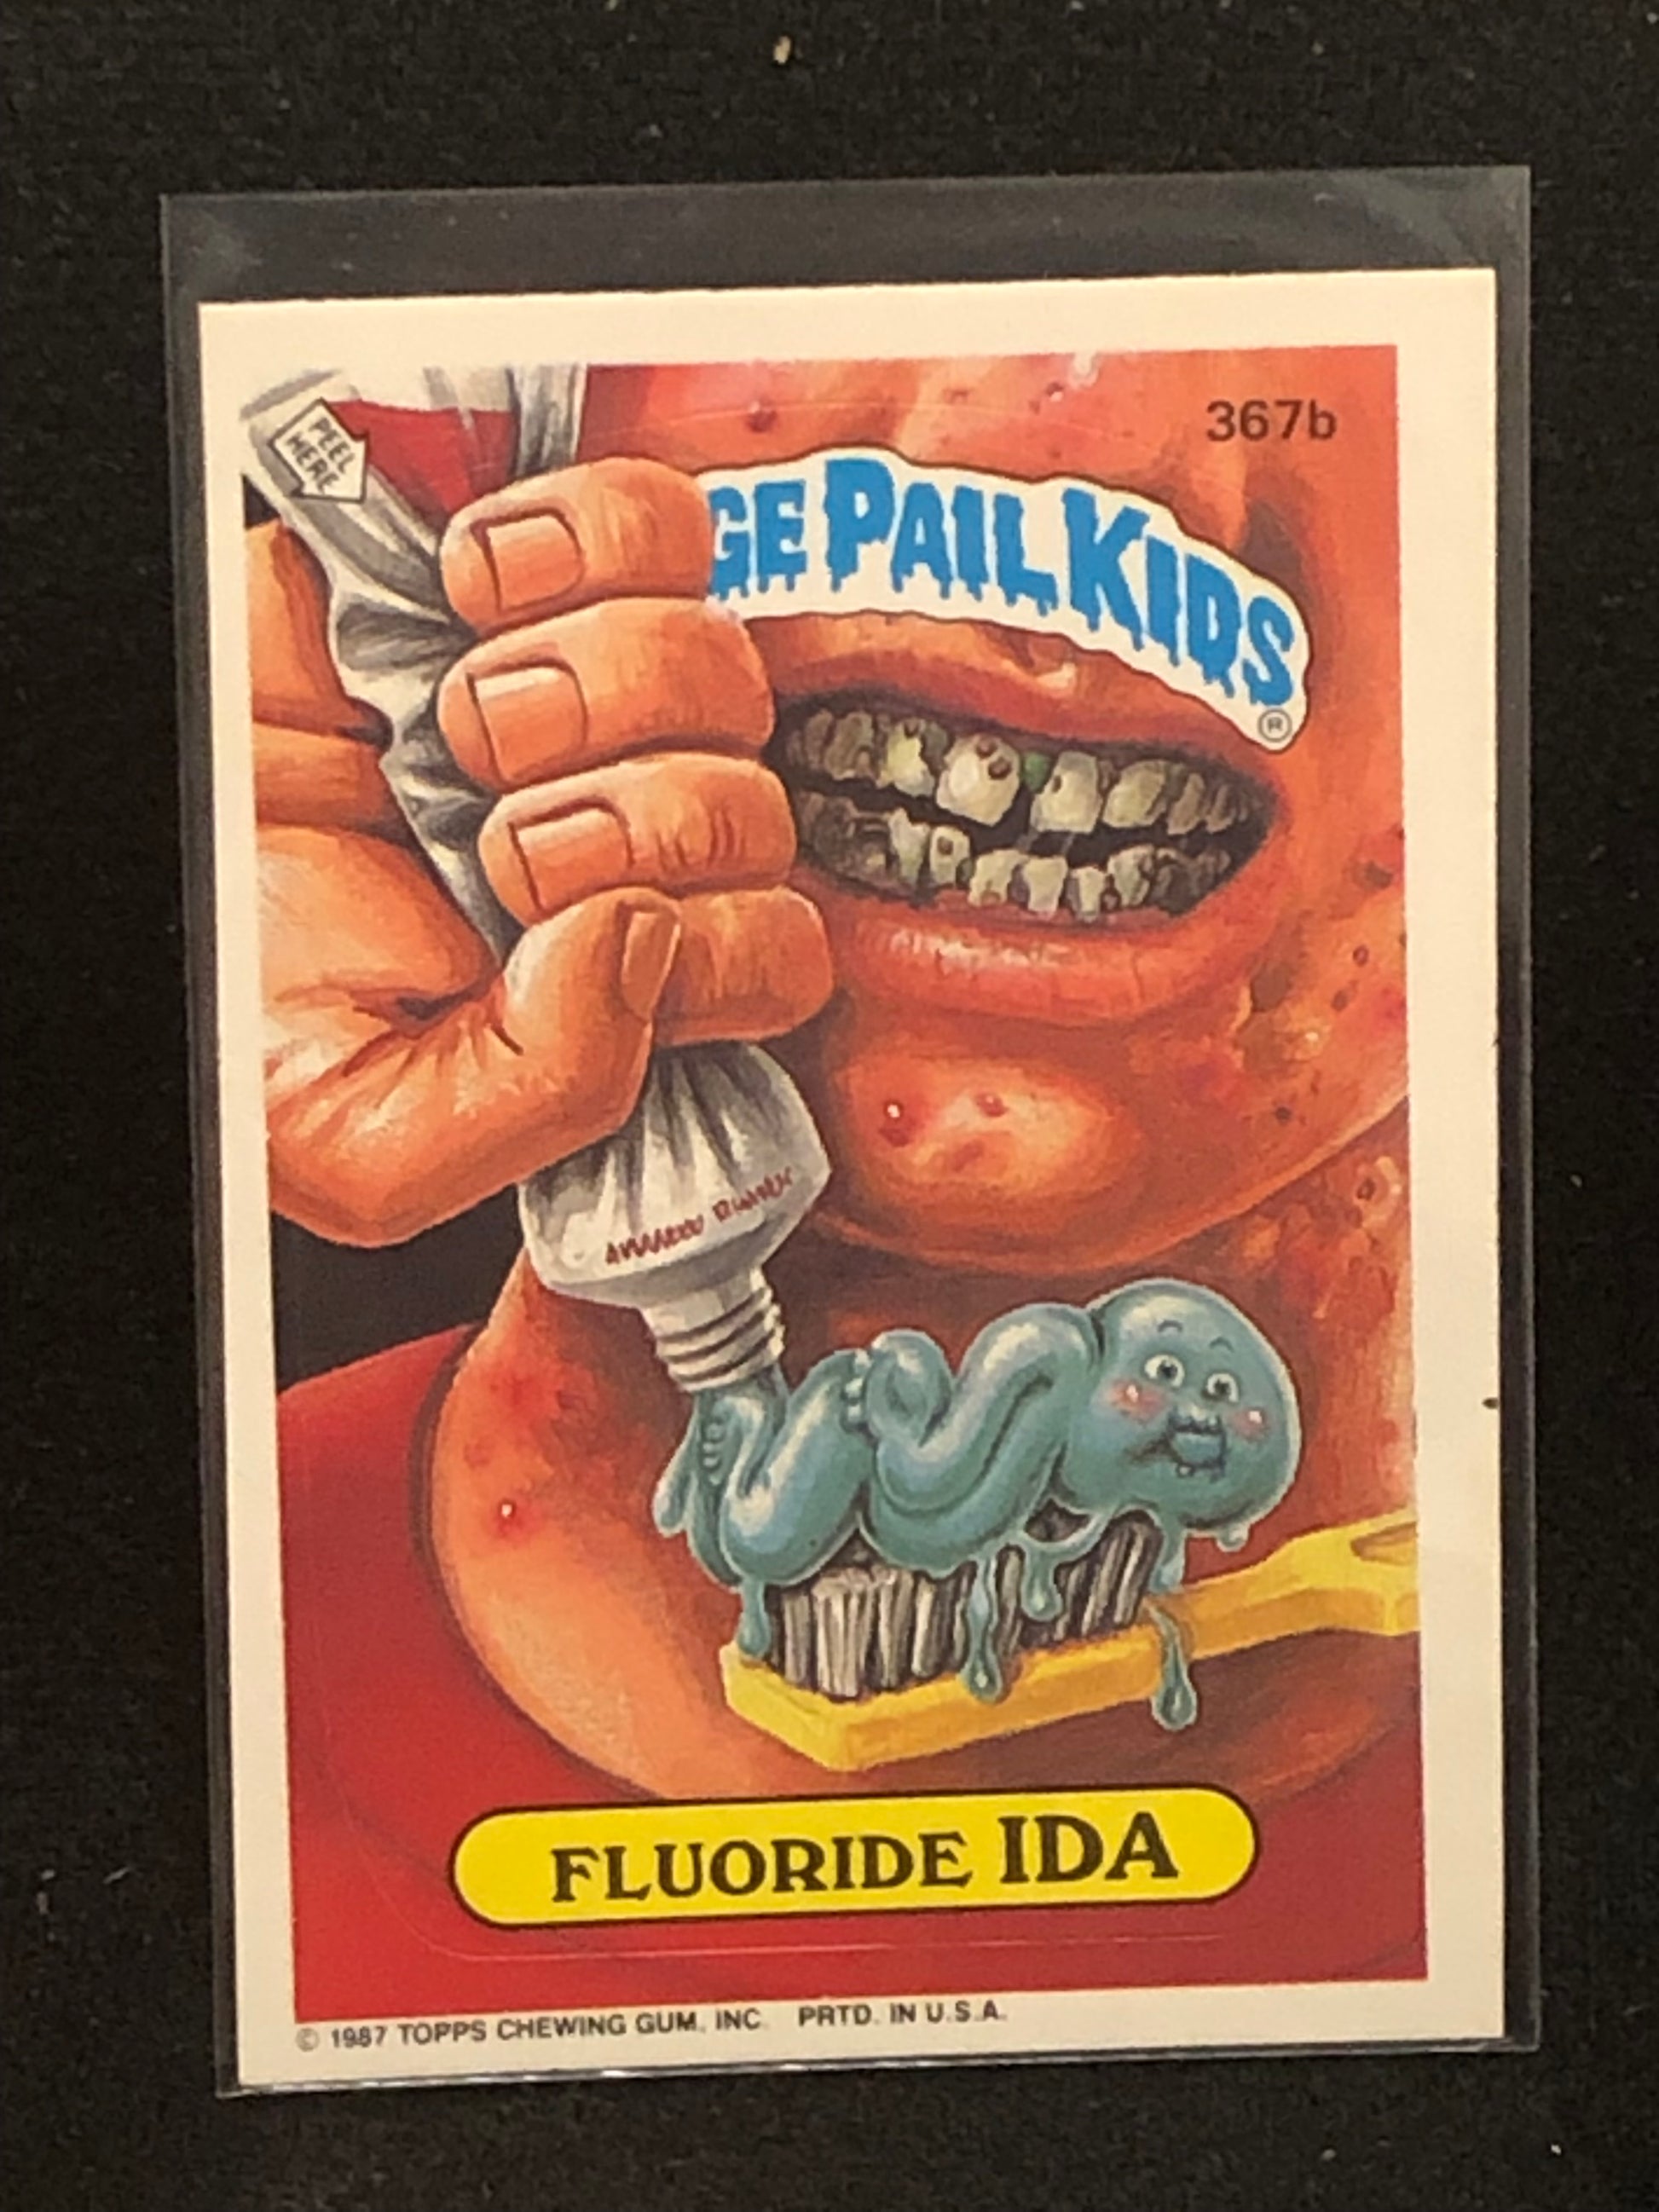 367b
PEEL
HERE
GE PAIL KIDS
®
FLUORIDE IDA
© 1987 TOPPS CHEWING GUM, INC. PRTD. IN U.S.A.